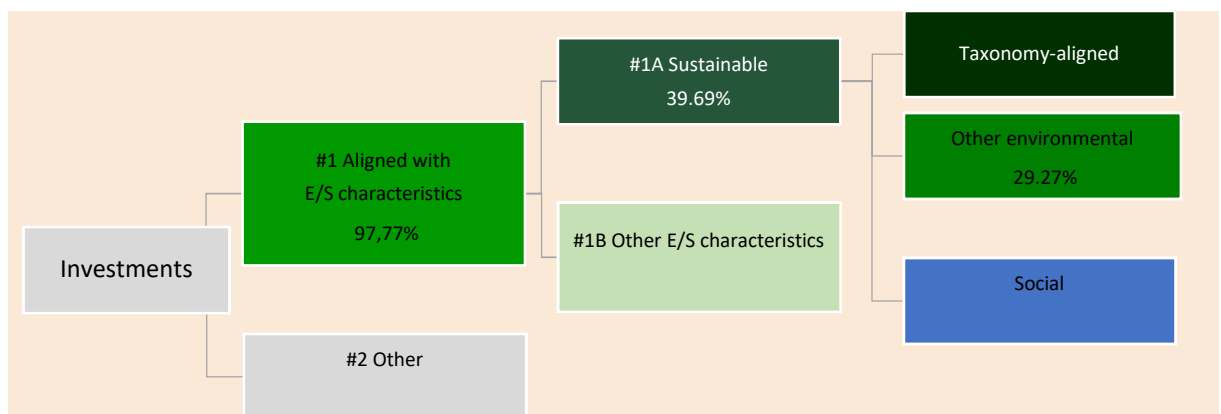 Investments
#1 Aligned with
E/S characteristics
97,77%
#2 Other
#1A Sustainable
39.69%
#1B Other E/S characteristics
Taxonomy-aligned
Other environmental
29.27%
Social